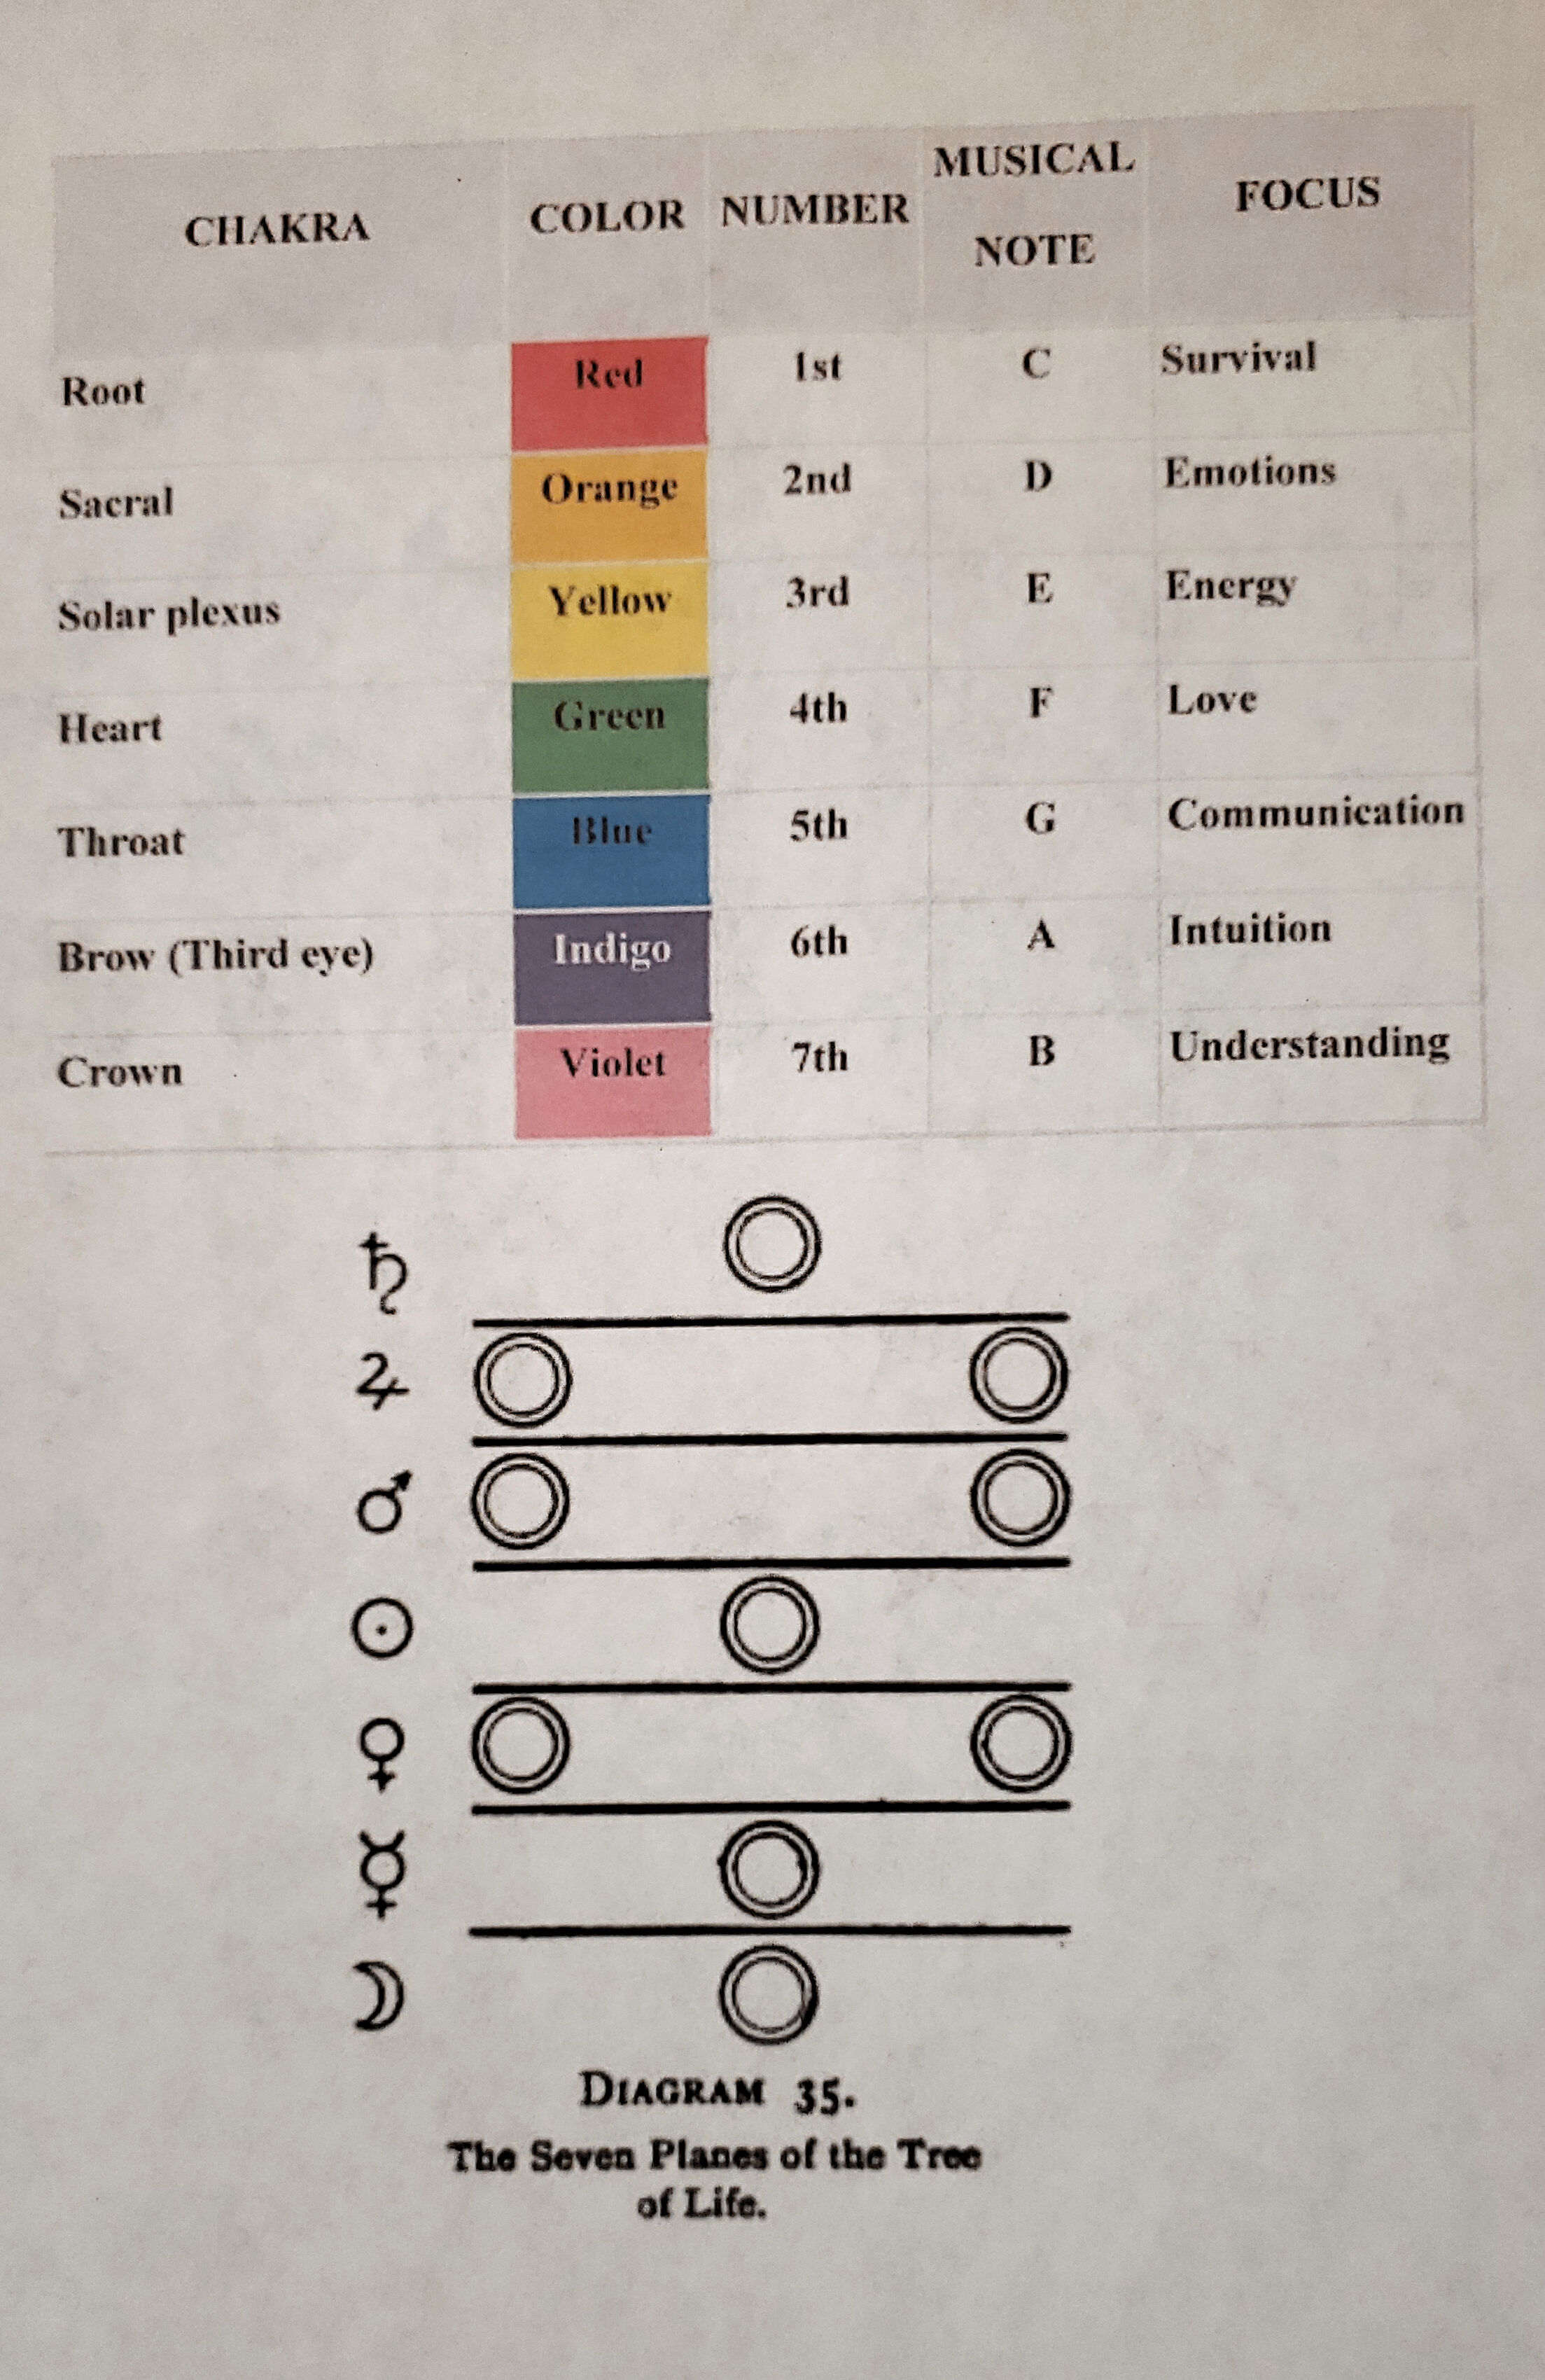 CHAKRA COLOR NUMBER MUSICAL NOTE FOCUS
Root Red 1st C Survival
Sacral Orange 2nd D Emotions
Solar plexus Yellow 3rd E Energy
Heart Green 4th F Love
Throat Blue 5th G Communication
Brow (Third eye) Indigo 6th A Intuition
Crown Violet 7th B Understanding
♄
♃
♂
☉
♀
☿
☽
DIAGRAM 35.
The Seven Planes of the Tree
of Life.